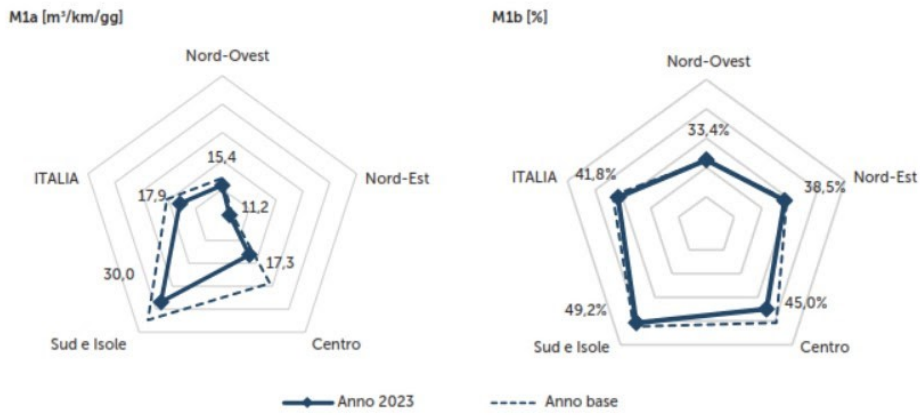 M1a [m³/km/gg]
Nord-Ovest
15,4
ITALIA
17,9
11,2
Nord-Est
30,0
17,3
Sud e Isole
Centro
M1b [%]
Nord-Ovest
33,4%
ITALIA
41,8%
38,5%
Nord-Est
49,2%
45,0%
Sud e Isole
Centro
Anno 2023
Anno base